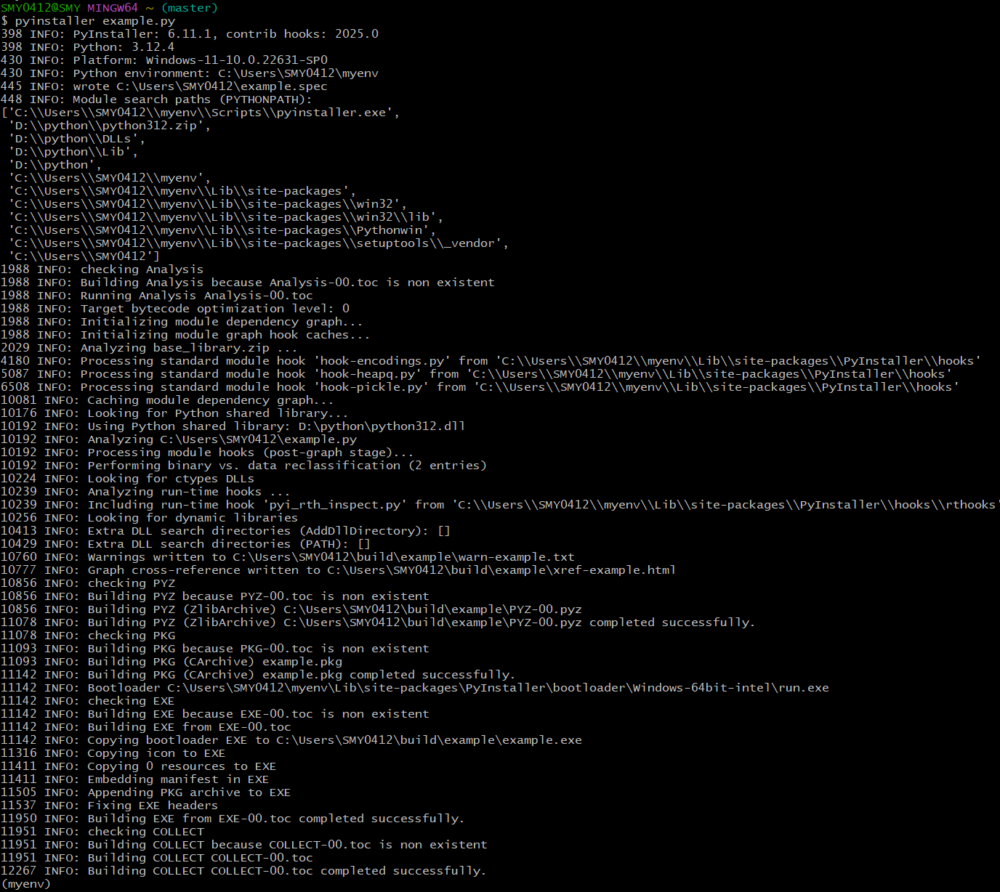 SMY0412@SMY MINGW64 ~ (master)
$ pyinstaller example.py
398 INFO: PyInstaller: 6.11.1, contrib hooks: 2025.0
398 INFO: Python: 3.12.4
430 INFO: Platform: Windows-11-10.0.22631-SP0
430 INFO: Python environment: C:\Users\SMY0412\myenv
445 INFO: wrote C:\Users\SMY0412\example.spec
448 INFO: Module search paths (PYTHONPATH):
['C:\\Users\\SMY0412\\myenv\\Scripts\\pyinstaller.exe',
 'D:\\python\\python312.zip',
 'D:\\python\\DLLs',
 'D:\\python\\Lib',
 'D:\\python',
 'C:\\Users\\SMY0412\\myenv',
 'C:\\Users\\SMY0412\\myenv\\Lib\\site-packages',
 'C:\\Users\\SMY0412\\myenv\\Lib\\site-packages\\win32',
 'C:\\Users\\SMY0412\\myenv\\Lib\\site-packages\\win32\\lib',
 'C:\\Users\\SMY0412\\myenv\\Lib\\site-packages\\Pythonwin',
 'C:\\Users\\SMY0412\\myenv\\Lib\\site-packages\\setuptools\\_vendor',
 'C:\\Users\\SMY0412']
1988 INFO: checking Analysis
1988 INFO: Building Analysis because Analysis-00.toc is non existent
1988 INFO: Running Analysis Analysis-00.toc
1988 INFO: Target bytecode optimization level: 0
1988 INFO: Initializing module dependency graph...
1988 INFO: Initializing module graph hook caches...
2029 INFO: Analyzing base_library.zip ...
4180 INFO: Processing standard module hook 'hook-encodings.py' from 'C:\\Users\\SMY0412\\myenv\\Lib\\site-packages\\PyInstaller\\hooks'
5087 INFO: Processing standard module hook 'hook-heapq.py' from 'C:\\Users\\SMY0412\\myenv\\Lib\\site-packages\\PyInstaller\\hooks'
6508 INFO: Processing standard module hook 'hook-pickle.py' from 'C:\\Users\\SMY0412\\myenv\\Lib\\site-packages\\PyInstaller\\hooks'
10081 INFO: Caching module dependency graph...
10176 INFO: Looking for Python shared library...
10192 INFO: Using Python shared library: D:\python\python312.dll
10192 INFO: Analyzing C:\Users\SMY0412\example.py
10192 INFO: Processing module hooks (post-graph stage)...
10192 INFO: Performing binary vs. data reclassification (2 entries)
10224 INFO: Looking for ctypes DLLs
10239 INFO: Analyzing run-time hooks ...
10239 INFO: Including run-time hook 'pyi_rth_inspect.py' from 'C:\\Users\\SMY0412\\myenv\\Lib\\site-packages\\PyInstaller\\hooks\\rthooks'
10256 INFO: Looking for dynamic libraries
10413 INFO: Extra DLL search directories (AddDllDirectory): []
10429 INFO: Extra DLL search directories (PATH): []
10760 INFO: Warnings written to C:\Users\SMY0412\build\example\warn-example.txt
10777 INFO: Graph cross-reference written to C:\Users\SMY0412\build\example\xref-example.html
10856 INFO: checking PYZ
10856 INFO: Building PYZ because PYZ-00.toc is non existent
10856 INFO: Building PYZ (ZlibArchive) C:\Users\SMY0412\build\example\PYZ-00.pyz
11078 INFO: Building PYZ (ZlibArchive) C:\Users\SMY0412\build\example\PYZ-00.pyz completed successfully.
11078 INFO: checking PKG
11093 INFO: Building PKG because PKG-00.toc is non existent
11093 INFO: Building PKG (CArchive) example.pkg
11142 INFO: Building PKG (CArchive) example.pkg completed successfully.
11142 INFO: Bootloader C:\Users\SMY0412\myenv\Lib\site-packages\PyInstaller\bootloader\Windows-64bit-intel\run.exe
11142 INFO: checking EXE
11142 INFO: Building EXE because EXE-00.toc is non existent
11142 INFO: Building EXE from EXE-00.toc
11142 INFO: Copying bootloader EXE to C:\Users\SMY0412\build\example\example.exe
11316 INFO: Copying icon to EXE
11411 INFO: Copying 0 resources to EXE
11411 INFO: Embedding manifest in EXE
11505 INFO: Appending PKG archive to EXE
11537 INFO: Fixing EXE headers
11950 INFO: Building EXE from EXE-00.toc completed successfully.
11951 INFO: checking COLLECT
11951 INFO: Building COLLECT because COLLECT-00.toc is non existent
11951 INFO: Building COLLECT COLLECT-00.toc
12267 INFO: Building COLLECT COLLECT-00.toc completed successfully.
(myenv)